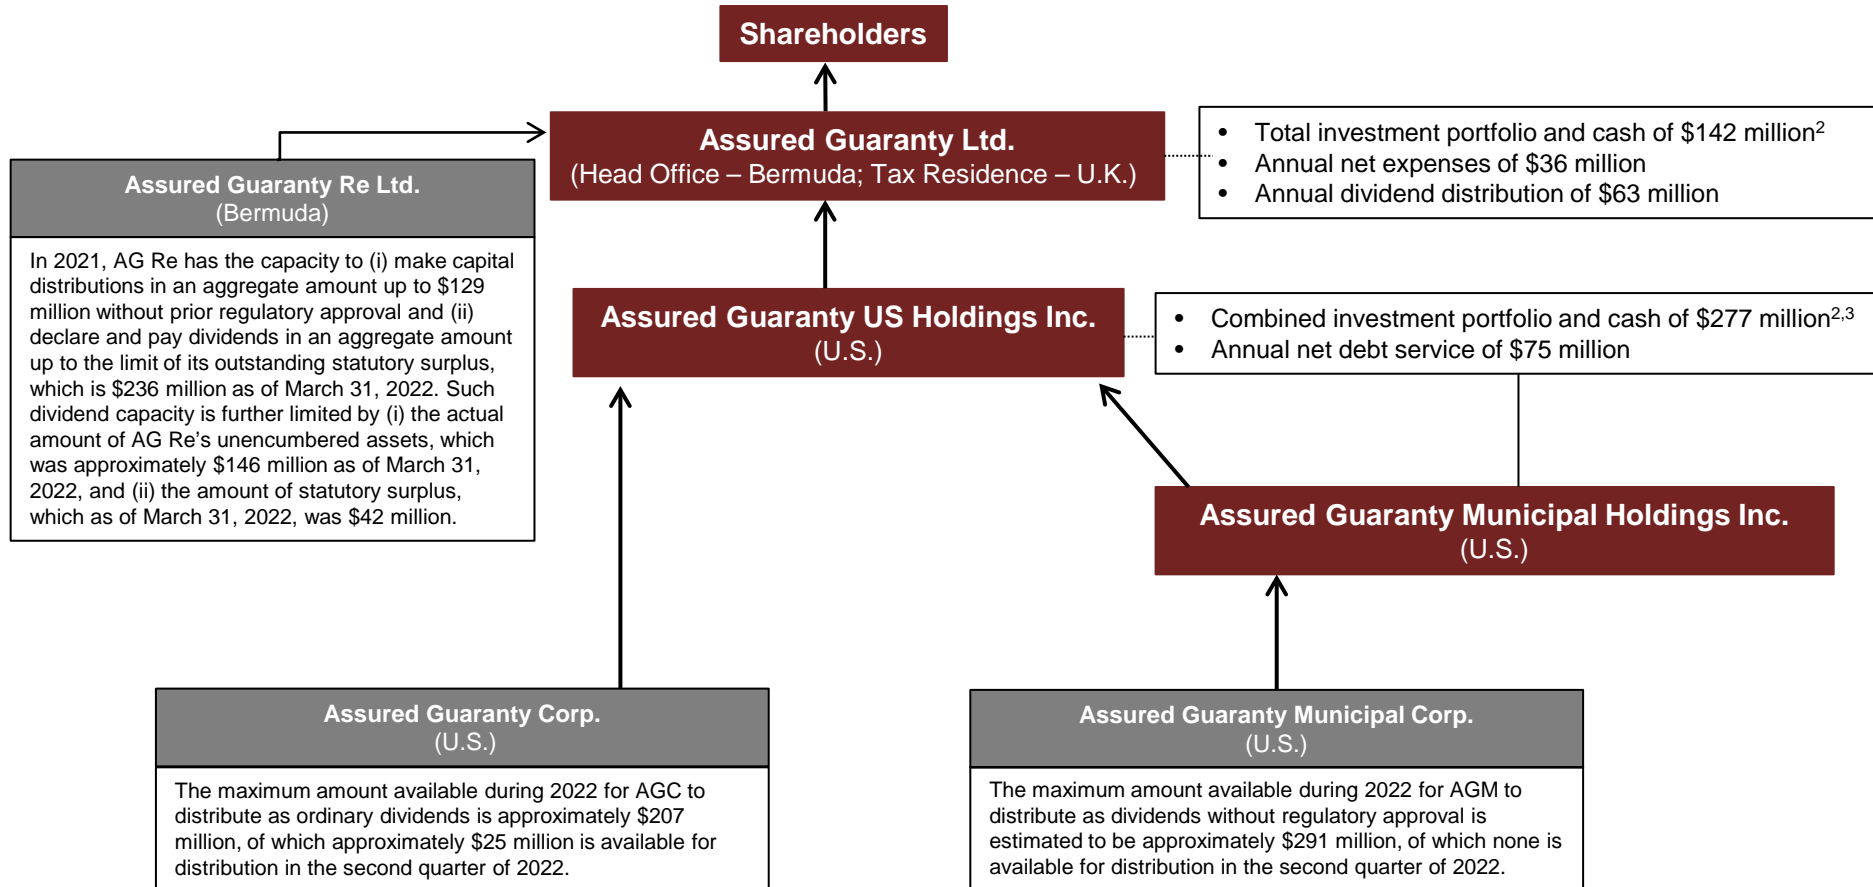 Shareholders
Assured Guaranty Ltd.
(Head Office – Bermuda; Tax Residence – U.K.)
• Total investment portfolio and cash of $142 million2
• Annual net expenses of $36 million
• Annual dividend distribution of $63 million
Assured Guaranty Re Ltd.
(Bermuda)
In 2021, AG Re has the capacity to (i) make capital
distributions in an aggregate amount up to $129
million without prior regulatory approval and (ii)
declare and pay dividends in an aggregate amount
up to the limit of its outstanding statutory surplus,
which is $236 million as of March 31, 2022. Such
dividend capacity is further limited by (i) the actual
amount of AG Re’s unencumbered assets, which
was approximately $146 million as of March 31,
2022, and (ii) the amount of statutory surplus,
which as of March 31, 2022, was $42 million.
Assured Guaranty US Holdings Inc.
(U.S.)
• Combined investment portfolio and cash of $277 million2,3
• Annual net debt service of $75 million
Assured Guaranty Municipal Holdings Inc.
(U.S.)
Assured Guaranty Corp.
(U.S.)
The maximum amount available during 2022 for AGC to
distribute as ordinary dividends is approximately $207
million, of which approximately $25 million is available for
distribution in the second quarter of 2022.
Assured Guaranty Municipal Corp.
(U.S.)
The maximum amount available during 2022 for AGM to
distribute as dividends without regulatory approval is
estimated to be approximately $291 million, of which none is
available for distribution in the second quarter of 2022.